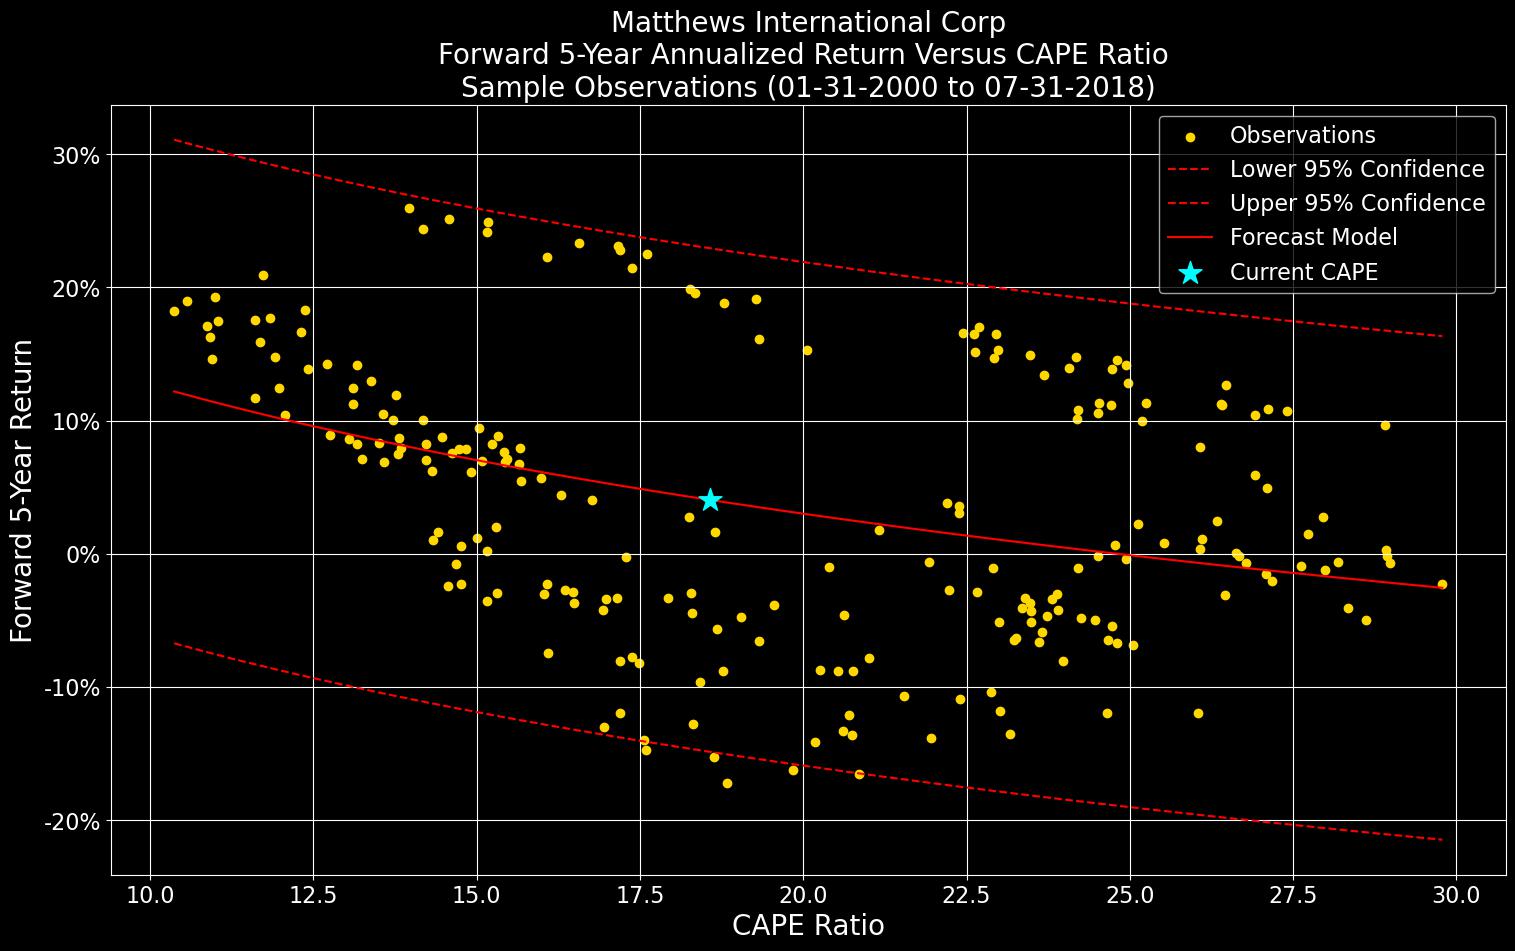 Matthews International Corp
Forward 5-Year Annualized Return Versus CAPE Ratio
Sample Observations (01-31-2000 to 07-31-2018)
Observations
Lower 95% Confidence
Upper 95% Confidence
Forecast Model
Current CAPE
Forward 5-Year Return
30%
20%
10%
0%
-10%
-20%
10.0 12.5 15.0 17.5 20.0 22.5 25.0 27.5 30.0
CAPE Ratio